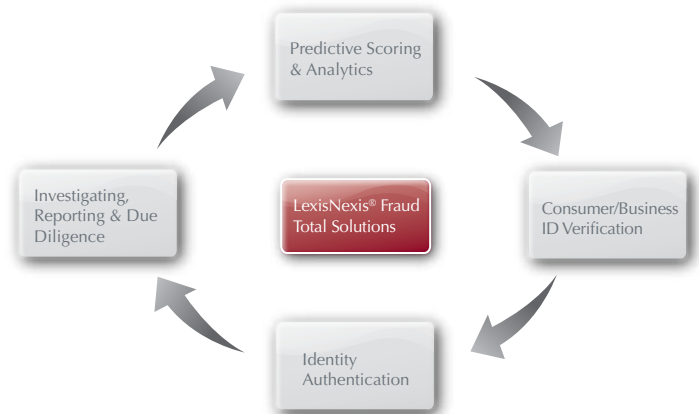 Predictive Scoring
& Analytics
Investigating,
Reporting & Due
Diligence
LexisNexis® Fraud
Total Solutions
Consumer/Business
ID Verification
Identity
Authentication